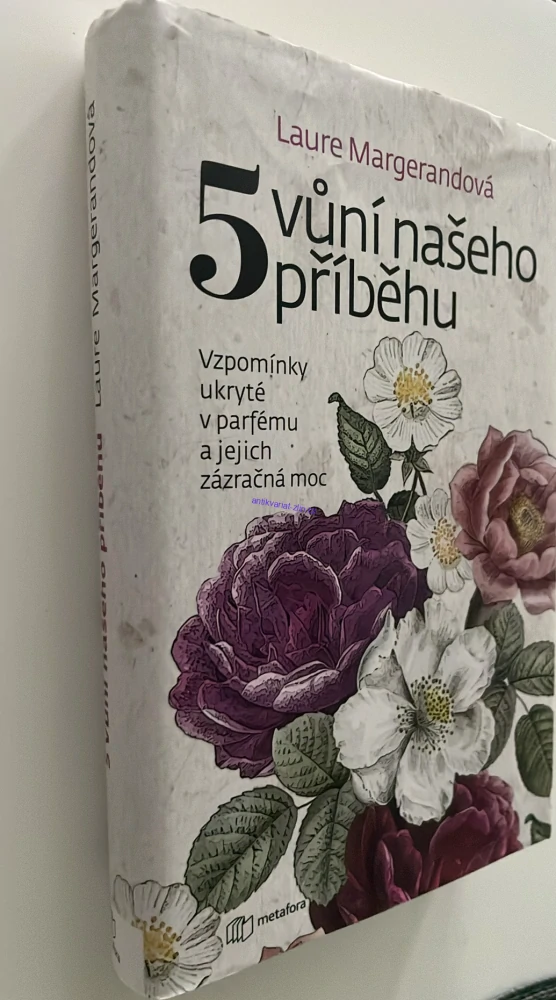 Laure Margerandová
5 vůní našeho
příběhu
Vzpomínky
ukryté
v parfému
a jejich
zázračná moc
metafora
Laure Margerandová
5 vůní našeho příběhu